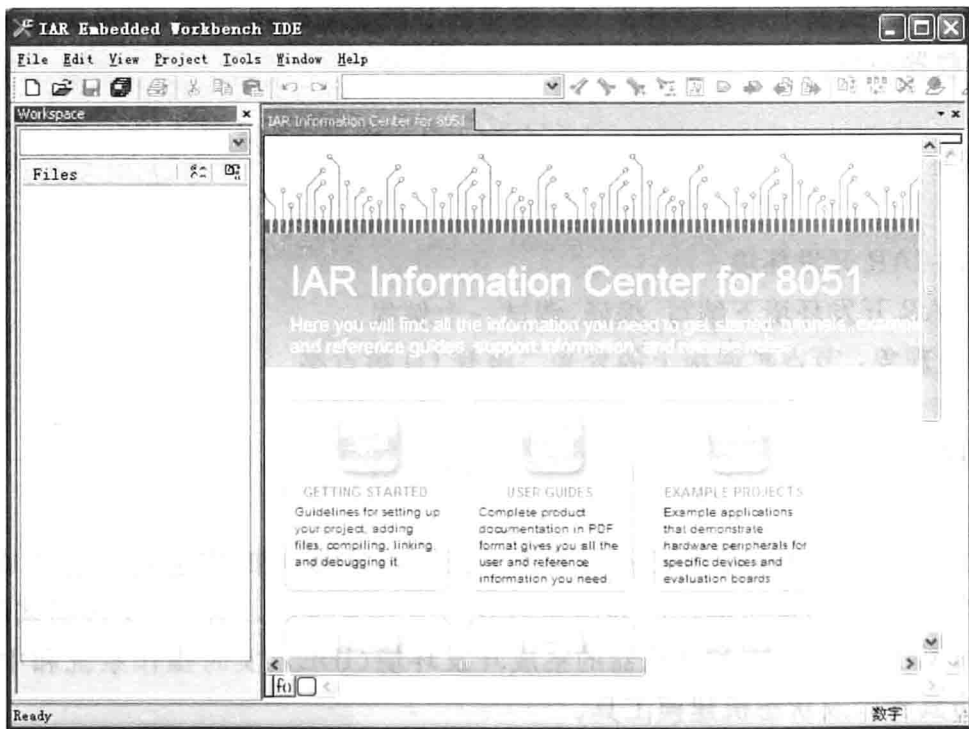 IAR Embedded Workbench IDE
File Edit View Project Tools Window Help
Workspace
IAR Information Center for 8051
Files
IAR Information Center for 8051
Here you will find all the information you need to get started: tutorials, example
and reference guides, support information, and release notes.
GETTING STARTED
Guidelines for setting up
your project, adding
files, compiling, linking,
and debugging it.
USER GUIDES
Complete product
documentation in PDF
format gives you all the
user and reference
information you need.
EXAMPLE PROJECTS
Example applications
that demonstrate
hardware peripherals for
specific devices and
evaluation boards
f()
Ready
数字